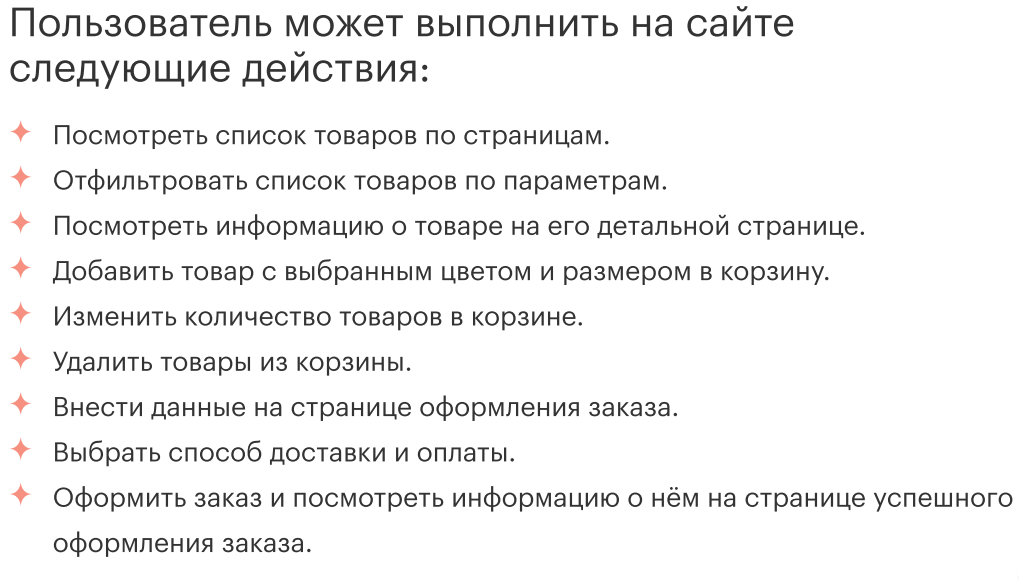 Пользователь может выполнить на сайте
следующие действия:
Посмотреть список товаров по страницам.
Отфильтровать список товаров по параметрам.
Посмотреть информацию о товаре на его детальной странице.
Добавить товар с выбранным цветом и размером в корзину.
Изменить количество товаров в корзине.
Удалить товары из корзины.
Внести данные на странице оформления заказа.
Выбрать способ доставки и оплаты.
Оформить заказ и посмотреть информацию о нём на странице успешного
оформления заказа.